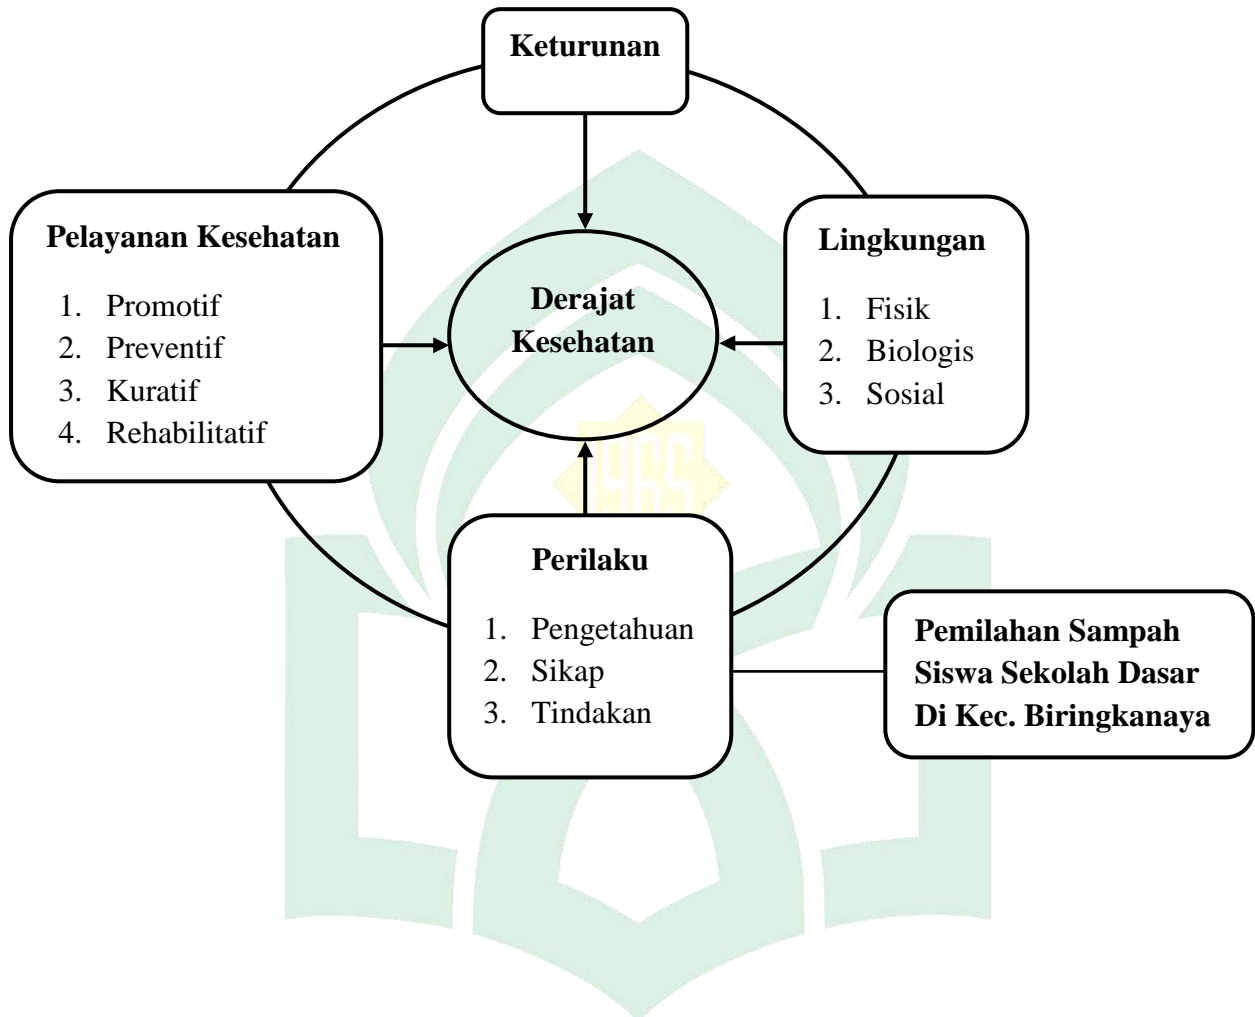 Keturunan
Pelayanan Kesehatan
1. Promotif
2. Preventif
3. Kuratif
4. Rehabilitatif
Derajat
Kesehatan
Lingkungan
1. Fisik
2. Biologis
3. Sosial
1965
Perilaku
1. Pengetahuan
2. Sikap
3. Tindakan
Pemilahan Sampah
Siswa Sekolah Dasar
Di Kec. Biringkanaya